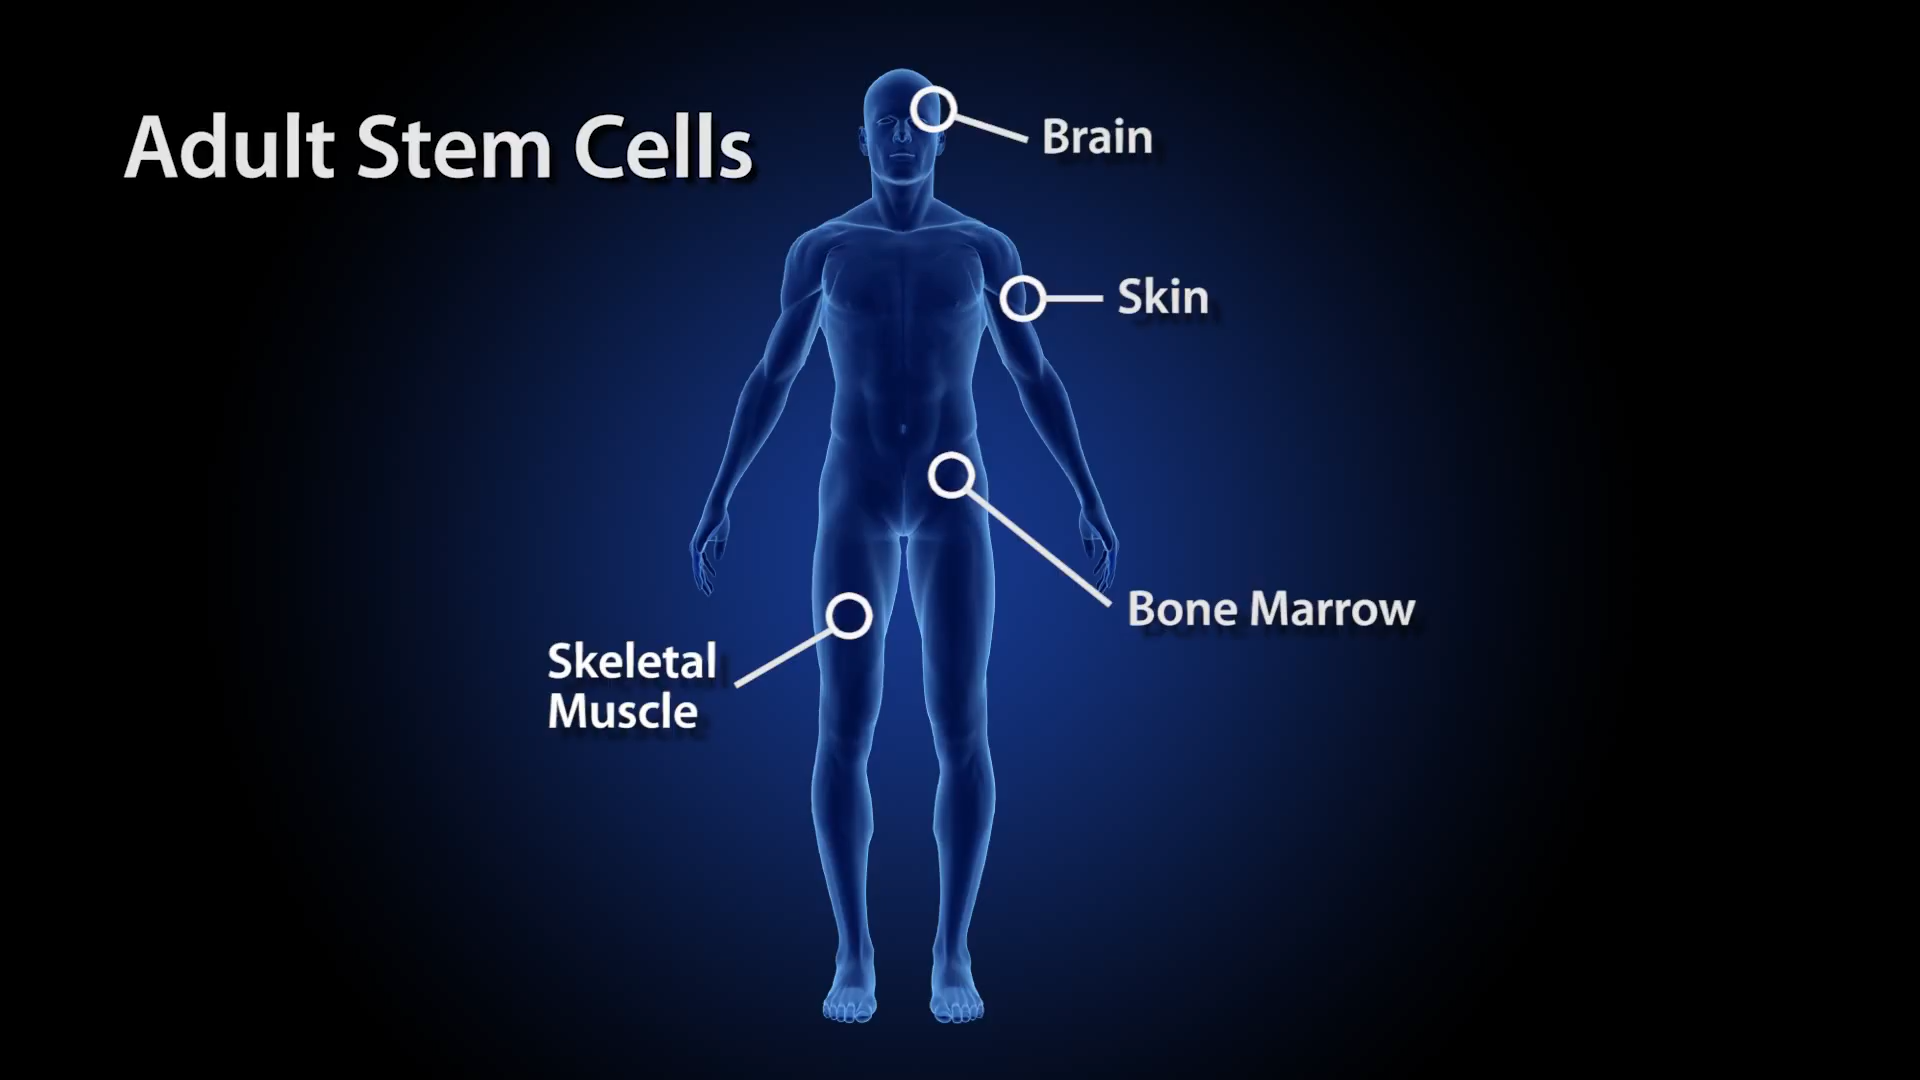 Adult Stem Cells
Brain
Skin
Bone Marrow
Skeletal
Muscle